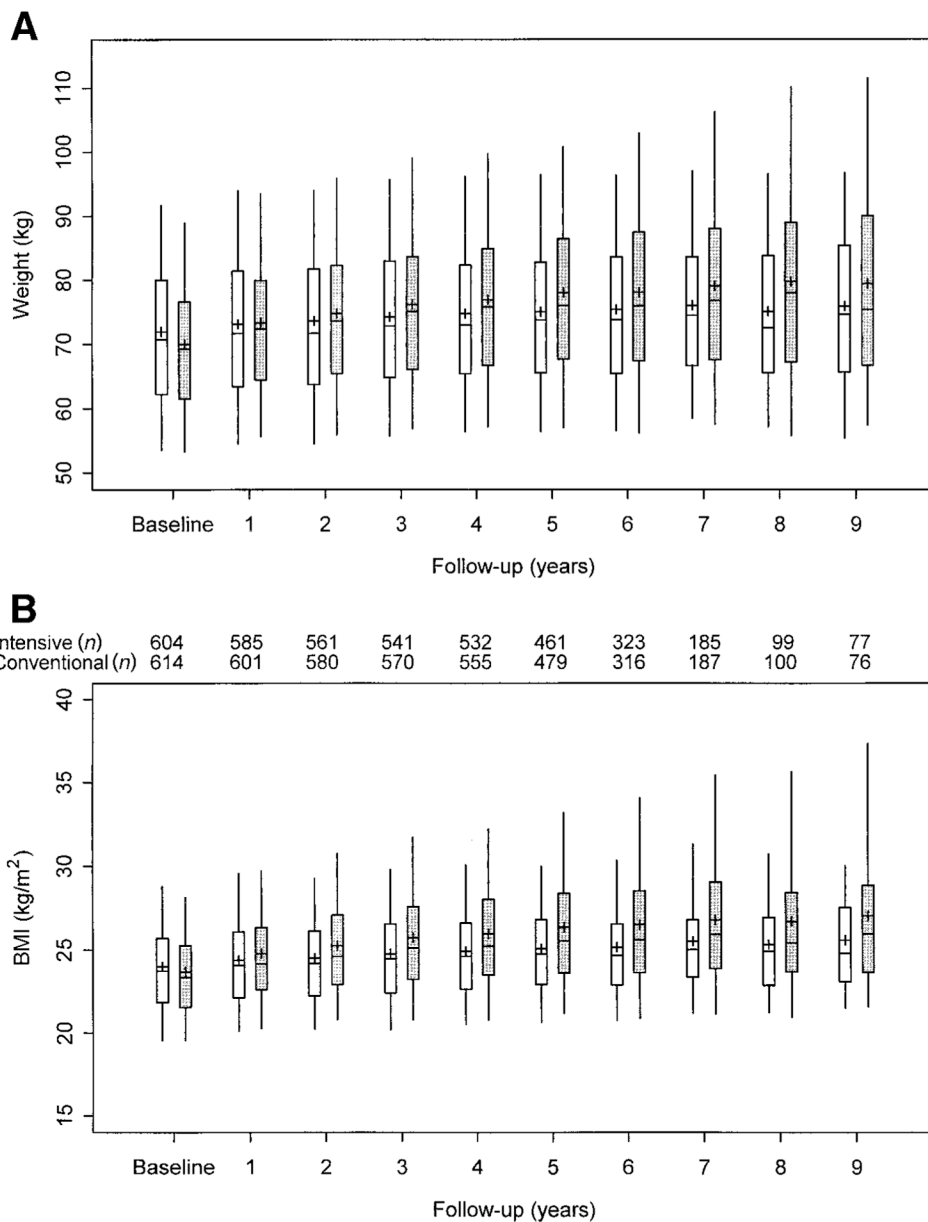 A
110
100
90
80
70
60
50
Weight (kg)
Baseline 1 2 3 4 5 6 7 8 9
Follow-up (years)
B
ntensive (n) 604 585 561 541 532 461 323 185 99 77
Conventional (n) 614 601 580 570 555 479 316 187 100 76
40
35
30
25
20
15
BMI (kg/m²)
Baseline 1 2 3 4 5 6 7 8 9
Follow-up (years)